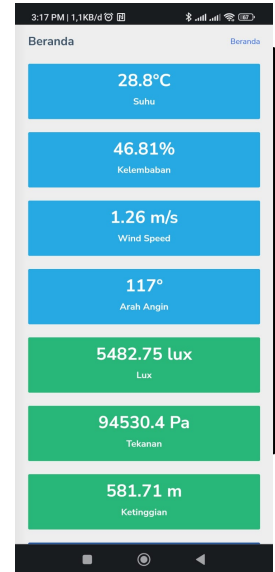 3:17 PM | 1,1KB/d
67
Beranda
Beranda
28.8°C
Suhu
46.81%
Kelembaban
1.26 m/s
Wind Speed
117°
Arah Angin
5482.75 lux
Lux
94530.4 Pa
Tekanan
581.71 m
Ketinggian